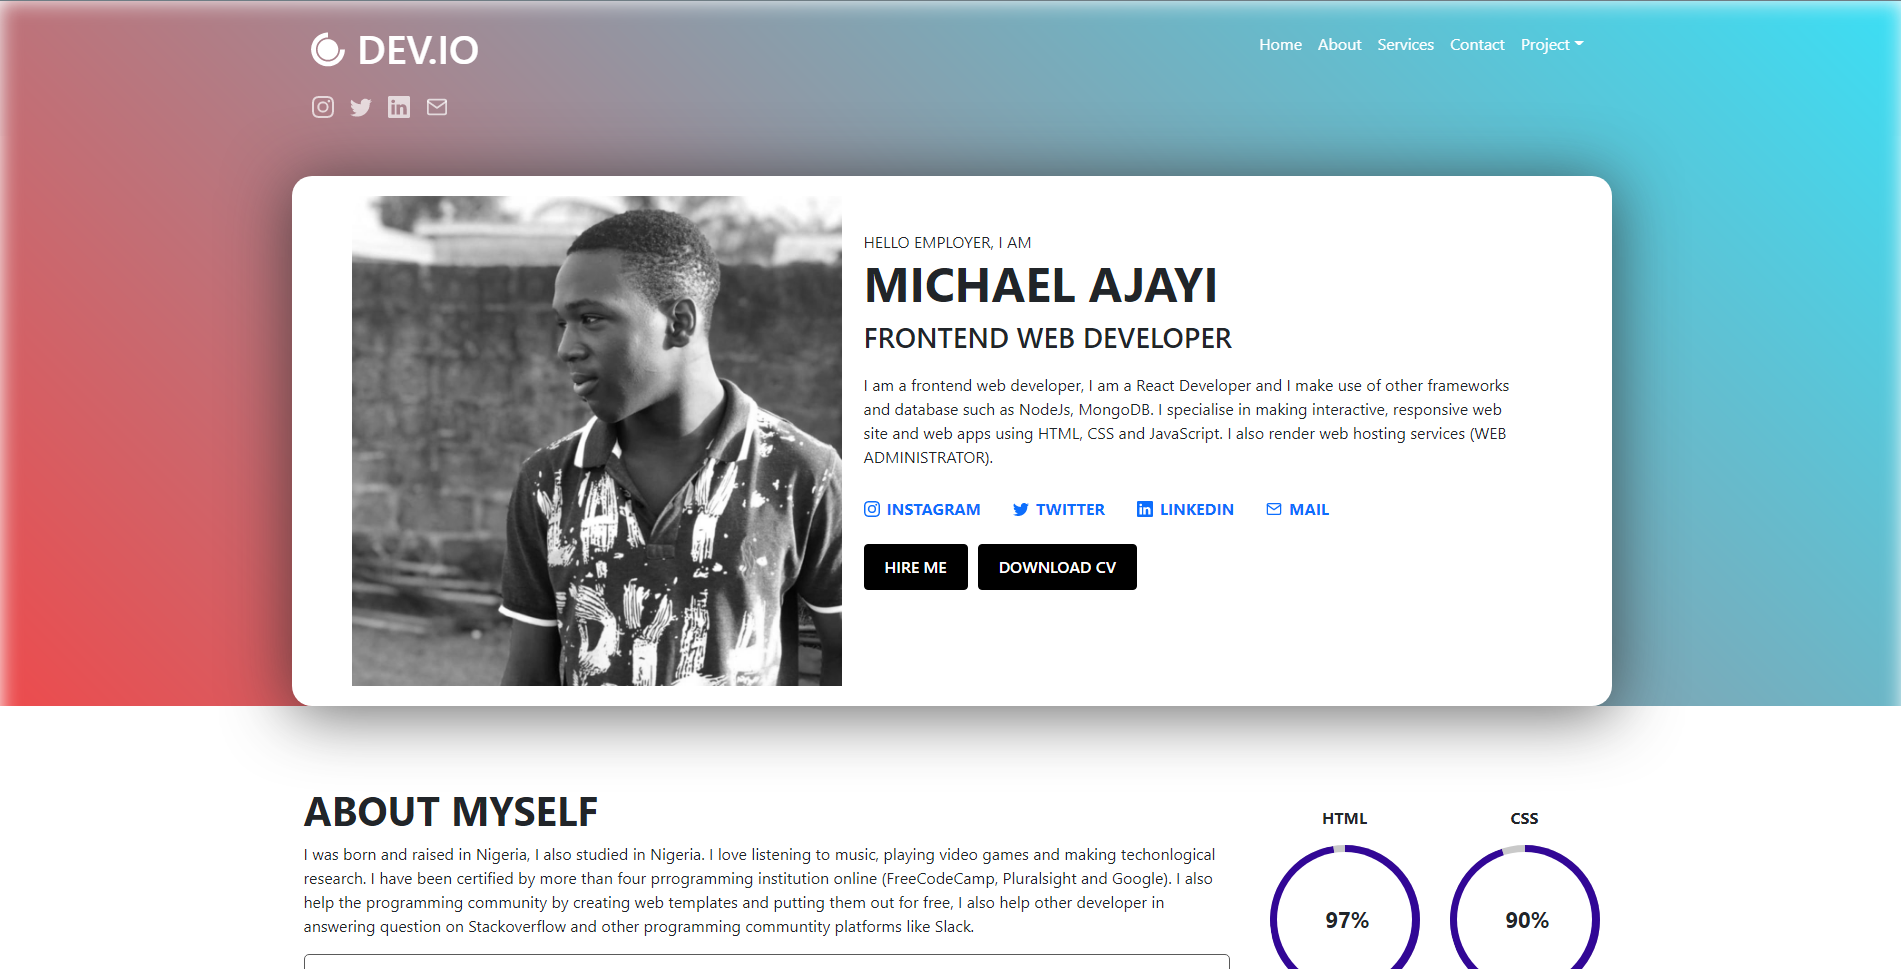 DEV.IO
Home About Services Contact Project
HELLO EMPLOYER, I AM
MICHAEL AJAYI
FRONTEND WEB DEVELOPER
I am a frontend web developer, I am a React Developer and I make use of other frameworks
and database such as NodeJs, MongoDB. I specialise in making interactive, responsive web
site and web apps using HTML, CSS and JavaScript. I also render web hosting services (WEB
ADMINISTRATOR).
INSTAGRAM TWITTER LINKEDIN MAIL
HIRE ME DOWNLOAD CV
ABOUT MYSELF
I was born and raised in Nigeria, I also studied in Nigeria. I love listening to music, playing video games and making techonlogical
research. I have been certified by more than four prrogramming institution online (FreeCodeCamp, Pluralsight and Google). I also
help the programming community by creating web templates and putting them out for free, I also help other developer in
answering question on Stackoverflow and other programming communtity platforms like Slack.
HTML CSS
97% 90%